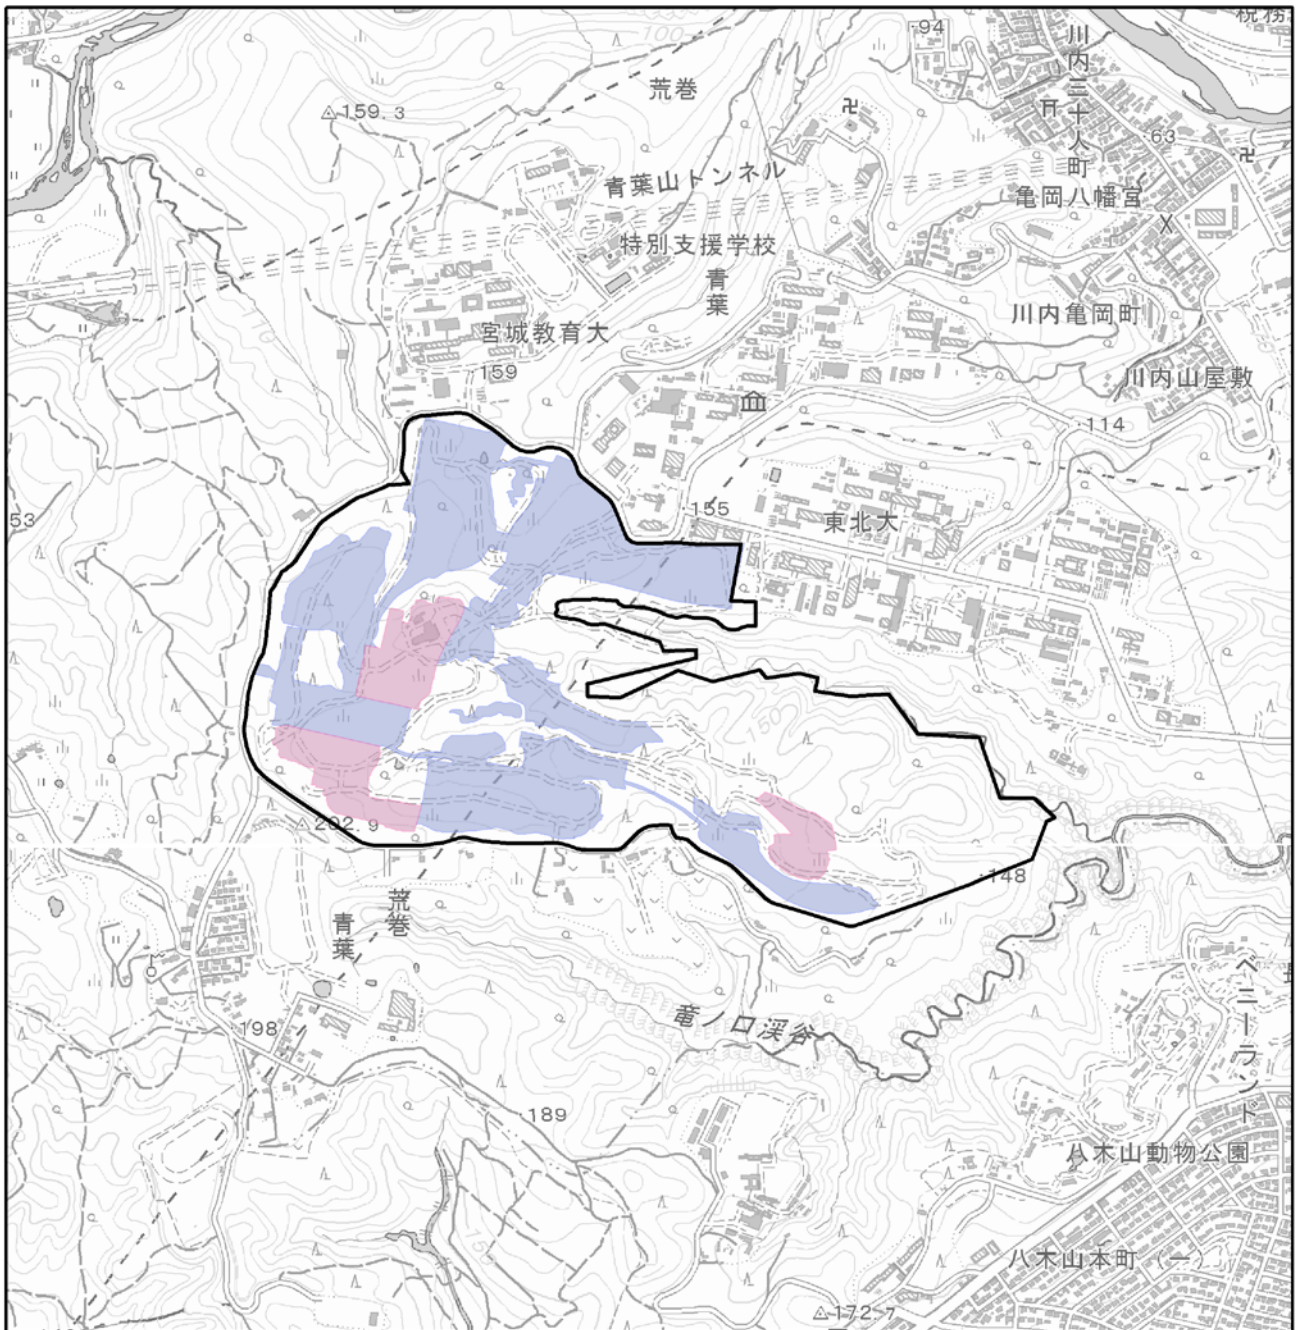 税務
94
川内三十人町
100
荒巻
159.3
63
青葉山トンネル
亀岡八幡宮
特別支援学校
青葉
川内亀岡町
宮城教育大
159
川内山屋敷
114
155
東北大
53
150
202.9
148
荒巻
青葉
竜ノ口渓谷
ベニーランド
198
189
八木山動物公園
八木山本町(一)
172.7